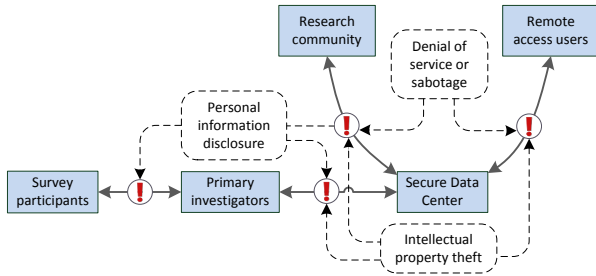 Research
community
Remote
access users
Denial of
service or
sabotage
Personal
information
disclosure
!
!
!
!
Survey
participants
Primary
investigators
Secure Data
Center
Intellectual
property theft